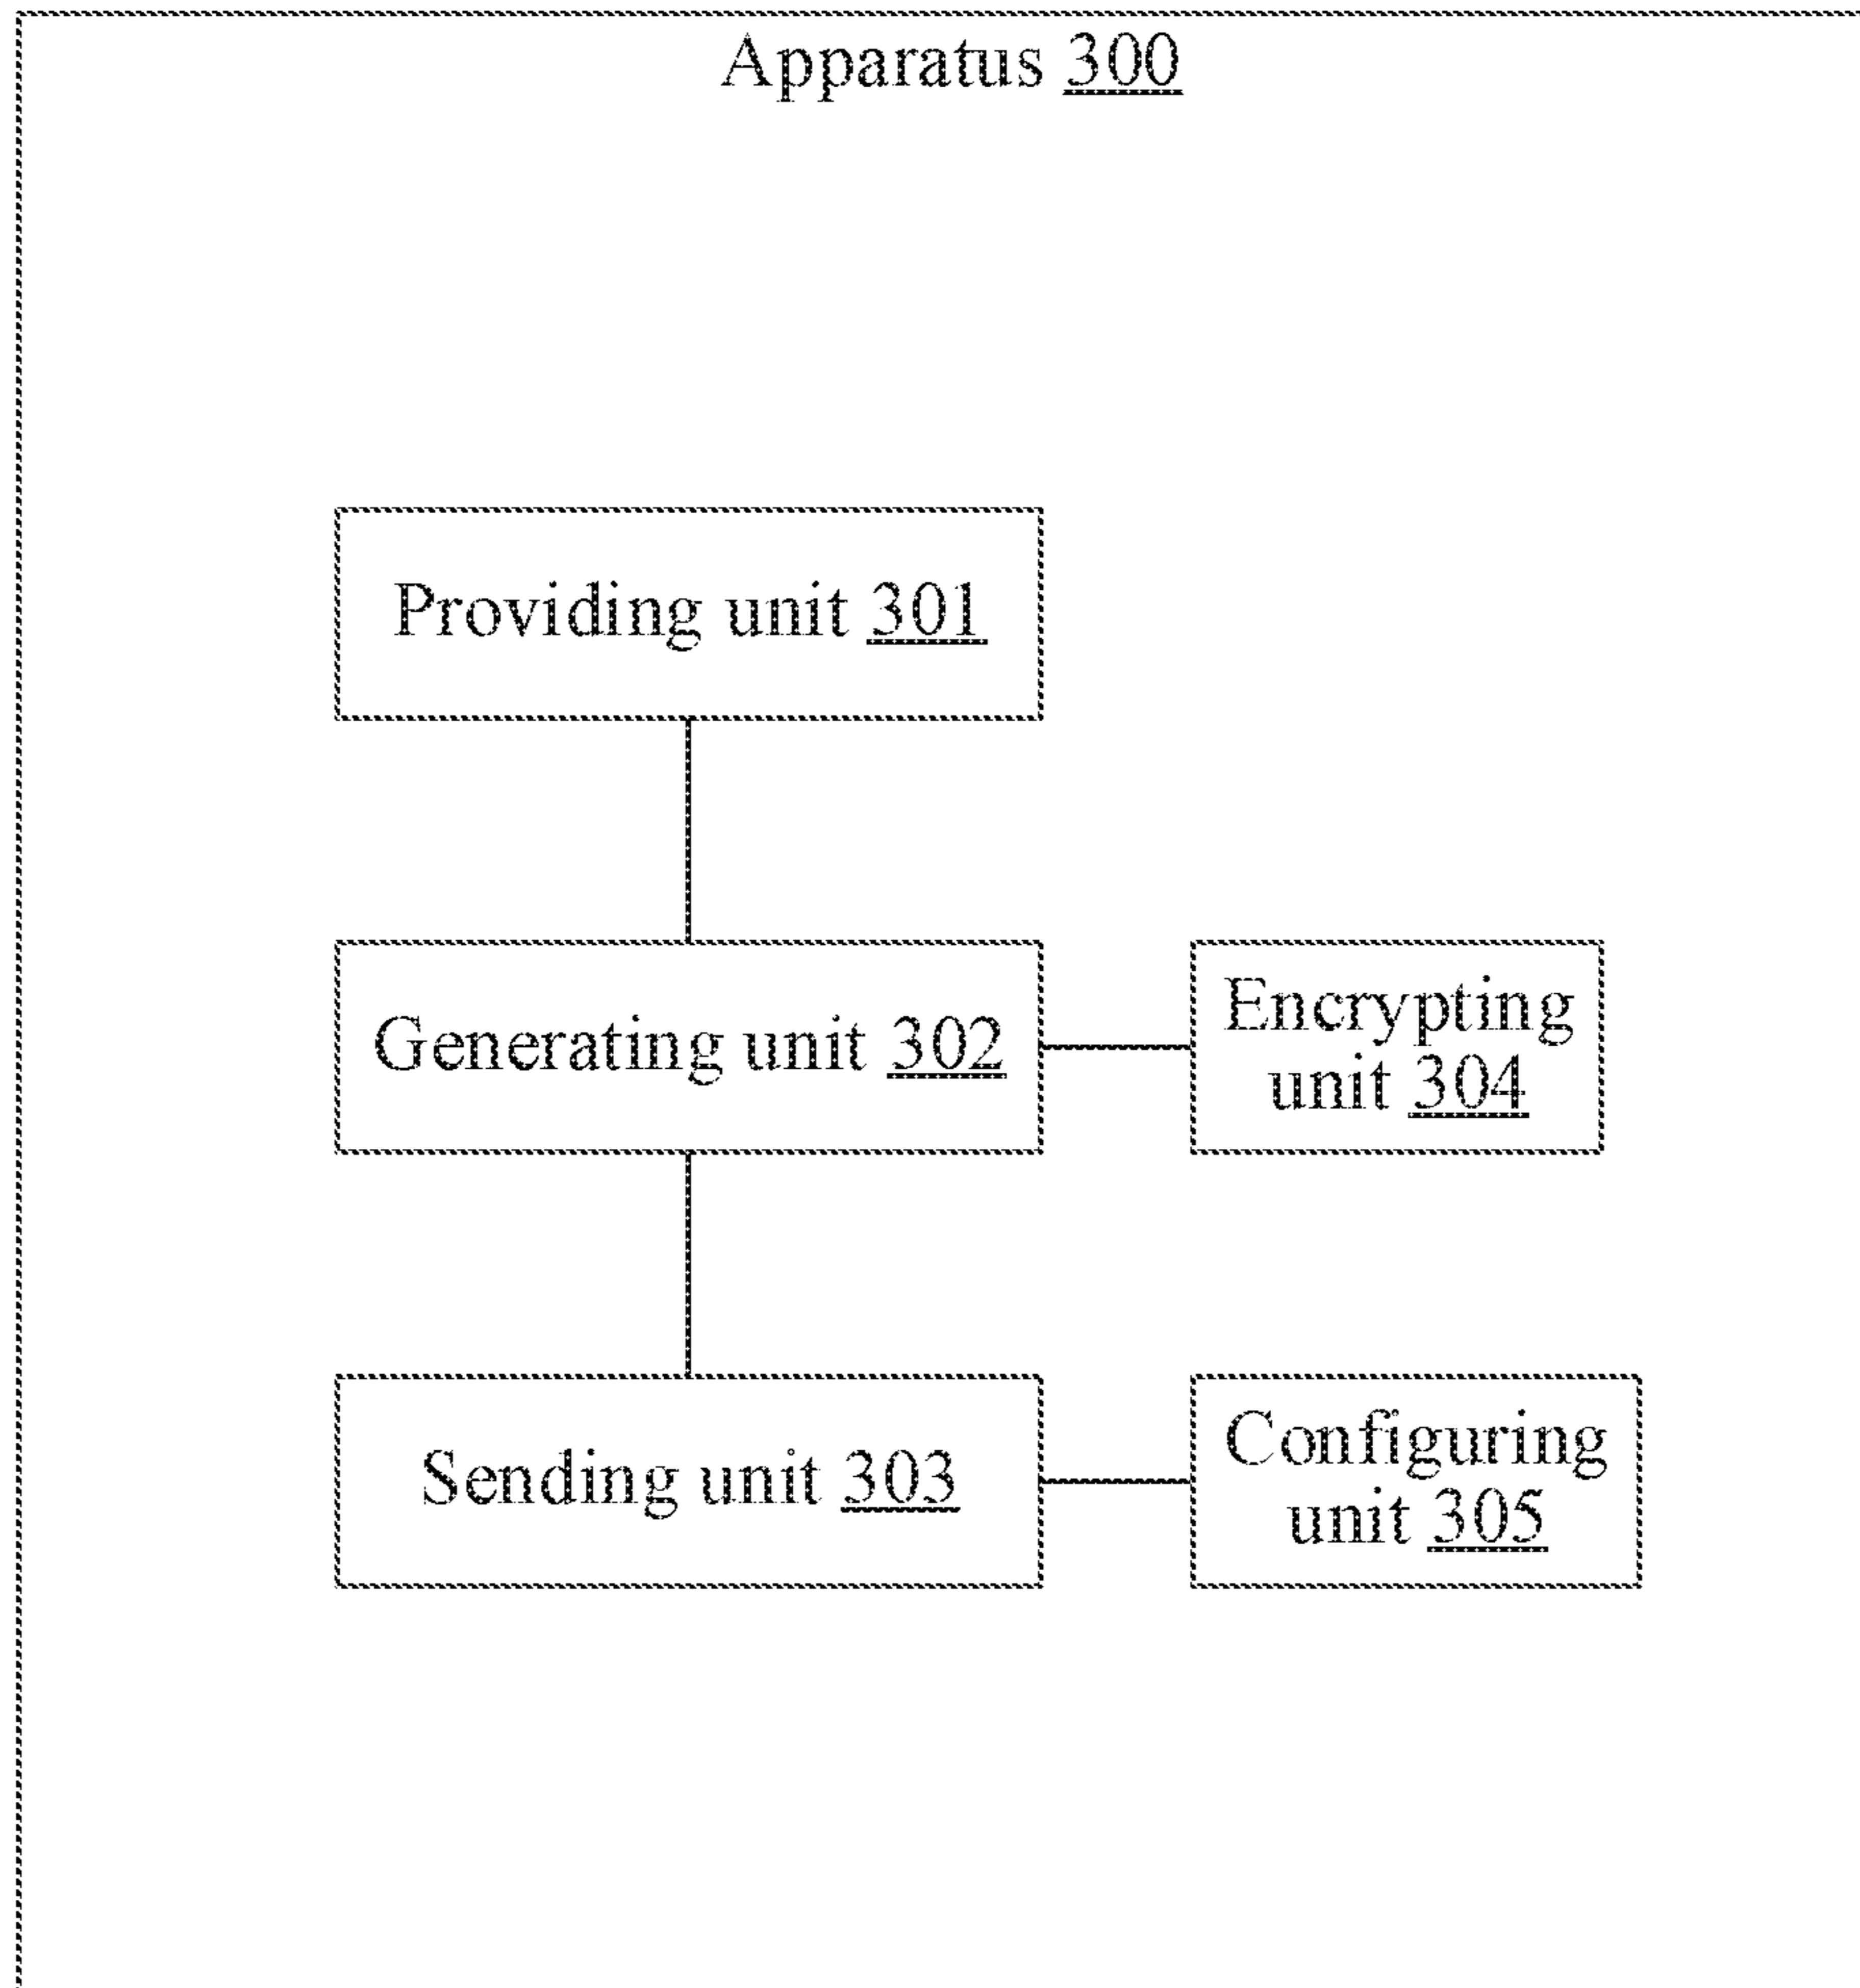 Apparatus 300
Providing unit 301
Generating unit 302
Encrypting
unit 304
Sending unit 303
Configuring
unit 305